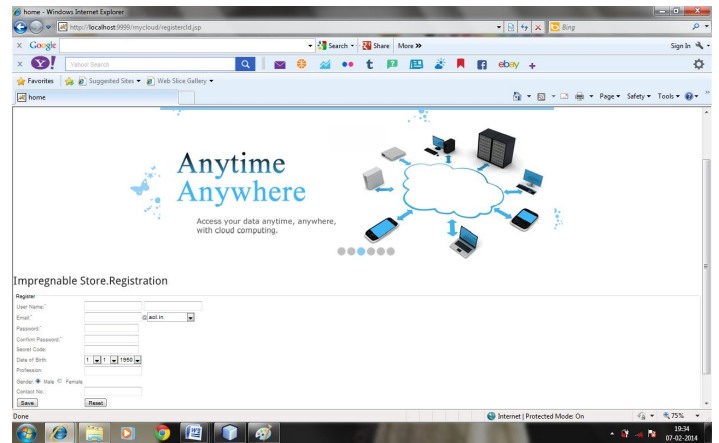 home - Windows Internet Explorer
http://localhost:9999/mycloud/registercld.jsp
Bing
x Google Search Share More » Sign In
x Y! Yahoo! Search t ebay +
Favorites Suggested Sites Web Slice Gallery
home Page Safety Tools »
Anytime
Anywhere
Access your data anytime, anywhere,
with cloud computing.
Impregnable Store.Registration
Register
User Name:*
Email:* @ aol.in
Password:*
Confirm Password:*
Secret Code:
Date of Birth: 1 1 1950
Profession:
Gender: Male Female
Contact No.:
Save Reset
Done Internet | Protected Mode: On 75%
19:34
07-02-2014